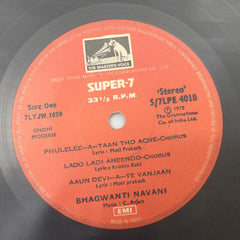 HIS MASTER'S VOICE
SUPER-7
33⅓ R.P.M.
'Stereo'
S/7LPE 4018
Side One
7LYJW.1039
℗ 1978
The Gramophone
Co. of India Ltd.
SINDHI
MODERN
PHULELEE-A-TAAN THO ACHE-CHORUS
Lyric: Moti Prakash
LADO LADI AREENDO-CHORUS
Lyric: Krishin Rahi
ARUN DEVI-A-TE VANJAAN
Lyric: Moti Prakash
BHAGWANTI NAVANI
Music: C. Arjun
EMI